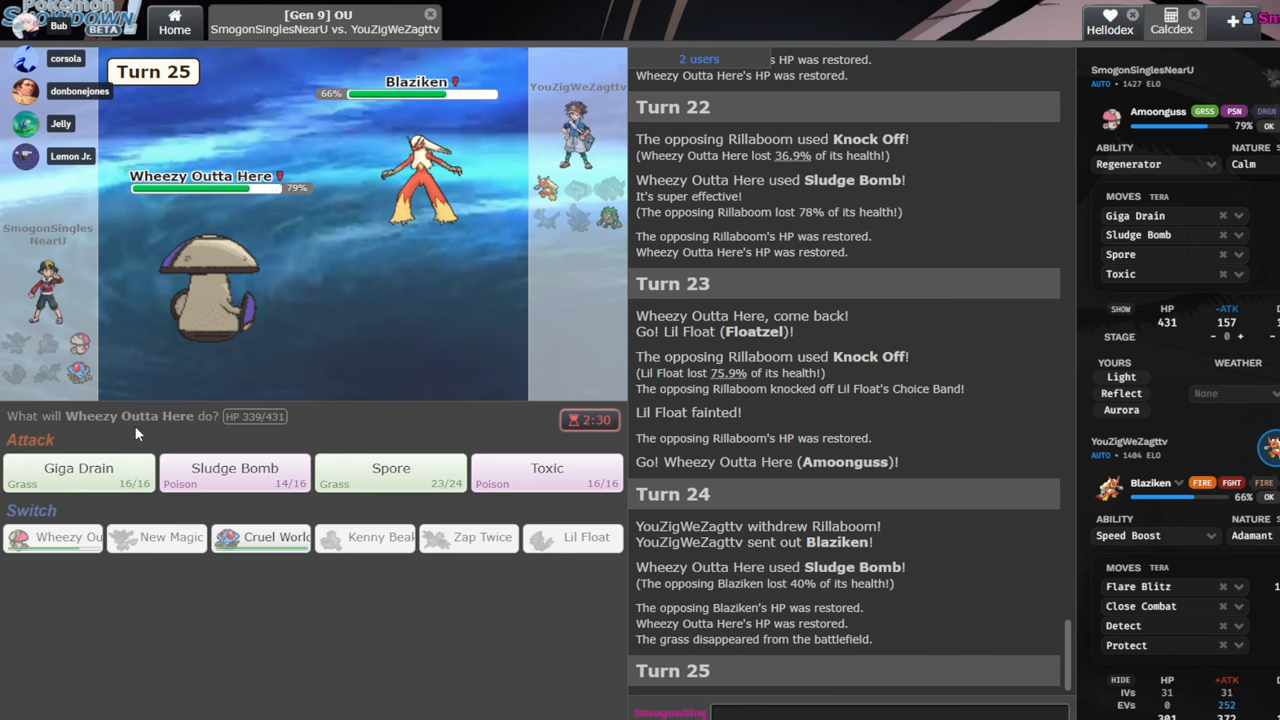 Pokémon
SHOWDOWN
BETA
Bub
Home
[Gen 9] OU
SmogonSinglesNearU vs. YouZigWeZagttv
Hellodex
Calcdex
corsola
donbonejones
Jelly
Lemon Jr.
Turn 25
Blaziken
66%
Wheezy Outta Here
79%
YouZigWeZagttv
SmogonSingles
NearU
2 users
s HP was restored.
Wheezy Outta Here's HP was restored.
Turn 22
The opposing Rillaboom used Knock Off!
(Wheezy Outta Here lost 36.9% of its health!)
Wheezy Outta Here used Sludge Bomb!
It's super effective!
(The opposing Rillaboom lost 78% of its health!)
The opposing Rillaboom's HP was restored.
Wheezy Outta Here's HP was restored.
Turn 23
Wheezy Outta Here, come back!
Go! Lil Float (Floatzel)!
The opposing Rillaboom used Knock Off!
(Lil Float lost 75.9% of its health!)
The opposing Rillaboom knocked off Lil Float's Choice Band!
Lil Float fainted!
The opposing Rillaboom's HP was restored.
Go! Wheezy Outta Here (Amoonguss)!
Turn 24
YouZigWeZagttv withdrew Rillaboom!
YouZigWeZagttv sent out Blaziken!
Wheezy Outta Here used Sludge Bomb!
(The opposing Blaziken lost 40% of its health!)
The opposing Blaziken's HP was restored.
Wheezy Outta Here's HP was restored.
The grass disappeared from the battlefield.
Turn 25
What will Wheezy Outta Here do? HP 339/431
2:30
Attack
Giga Drain
Grass 16/16
Sludge Bomb
Poison 14/16
Spore
Grass 23/24
Toxic
Poison 16/16
Switch
Wheezy Ou
New Magic
Cruel World
Kenny Beak
Zap Twice
Lil Float
SmogonSing
SmogonSinglesNearU
AUTO • 1427 ELO
Amoonguss GRSS PSN DRGN
79% OK
ABILITY NATURE
Regenerator Calm
MOVES TERA
Giga Drain
Sludge Bomb
Spore
Toxic
SHOW HP -ATK D
431 157
STAGE - 0 +
YOURS WEATHER
Light
Reflect None
Aurora
YouZigWeZagttv
AUTO • 1404 ELO
Blaziken FIRE FGHT FIRE
66% OK
ABILITY NATURE
Speed Boost Adamant
MOVES TERA
Flare Blitz 1
Close Combat
Detect
Protect
HIDE HP +ATK
IVs 31 31
EVs 0 252
301 372